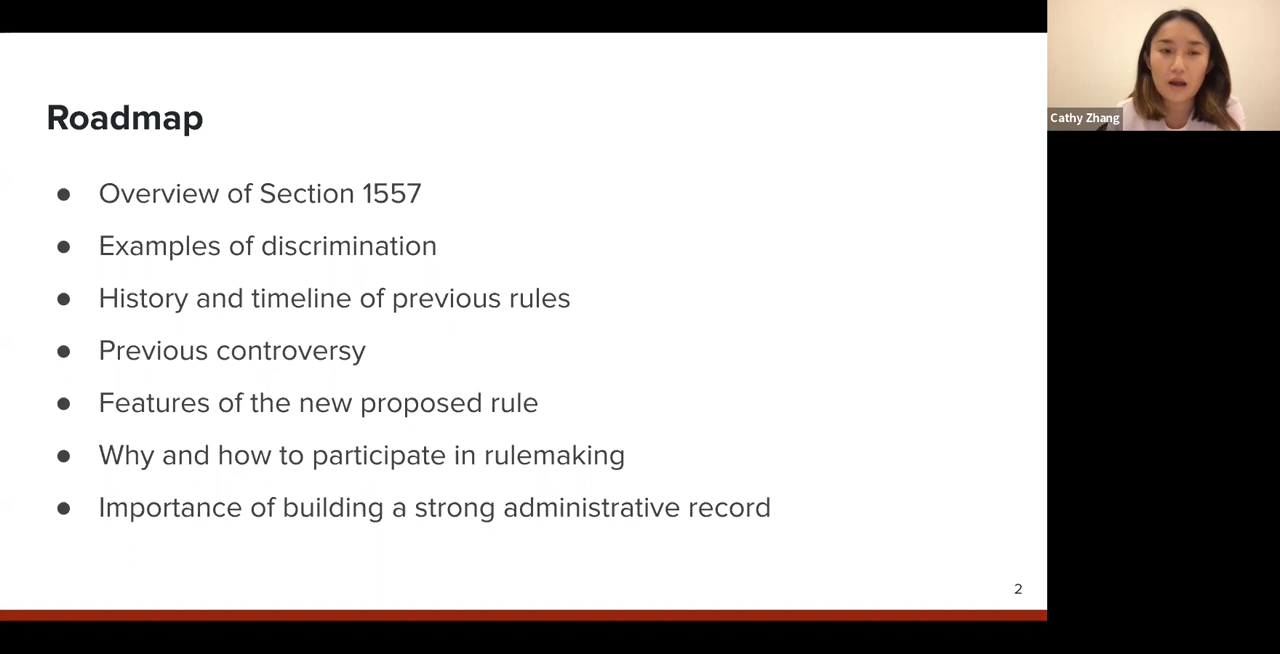 Roadmap
● Overview of Section 1557
● Examples of discrimination
● History and timeline of previous rules
● Previous controversy
● Features of the new proposed rule
● Why and how to participate in rulemaking
● Importance of building a strong administrative record
2
Cathy Zhang